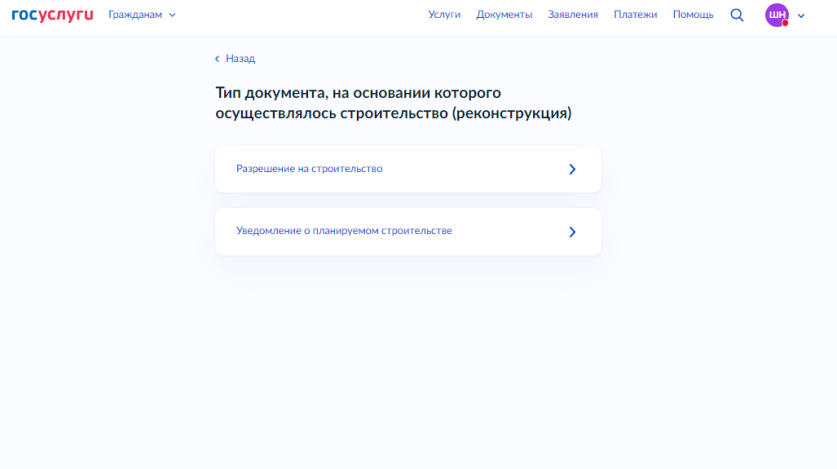 госуслуги Гражданам Услуги Документы Заявления Платежи Помощь ШН
Назад
Тип документа, на основании которого
осуществлялось строительство (реконструкция)
Разрешение на строительство
Уведомление о планируемом строительстве